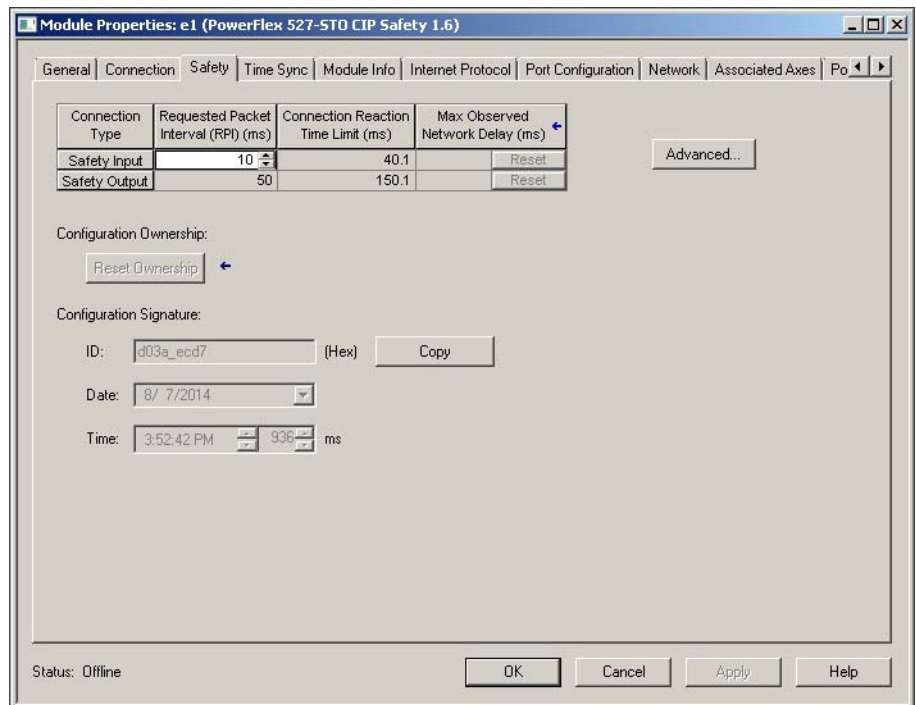 Module Properties: e1 (PowerFlex 527-STO CIP Safety 1.6)
General Connection Safety Time Sync Module Info Internet Protocol Port Configuration Network Associated Axes Po
Connection Type Requested Packet Interval (RPI) (ms) Connection Reaction Time Limit (ms) Max Observed Network Delay (ms)
Safety Input 10 40.1 Reset
Safety Output 50 150.1 Reset
Advanced...
Configuration Ownership:
Reset Ownership
Configuration Signature:
ID: d03a_ecd7 (Hex) Copy
Date: 8/ 7/2014
Time: 3:52:42 PM 936 ms
Status: Offline OK Cancel Apply Help